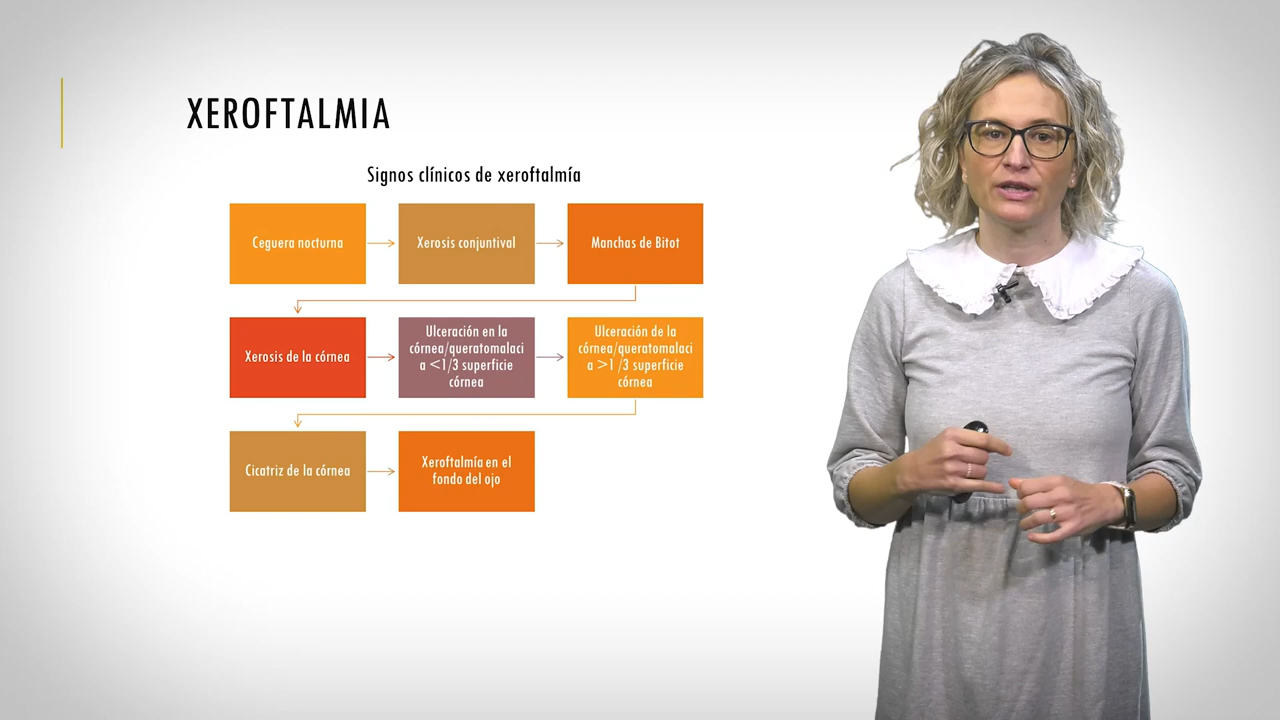 XEROFTALMIA
Signos clínicos de xeroftalmía
Ceguera nocturna
Xerosis conjuntival
Manchas de Bitot
Xerosis de la córnea
Ulceración en la
córnea/queratomalaci
a <1/3 superficie
córnea
Ulceración de la
córnea/queratomalaci
a >1 /3 superficie
córnea
Cicatriz de la córnea
Xeroftalmía en el
fondo del ojo